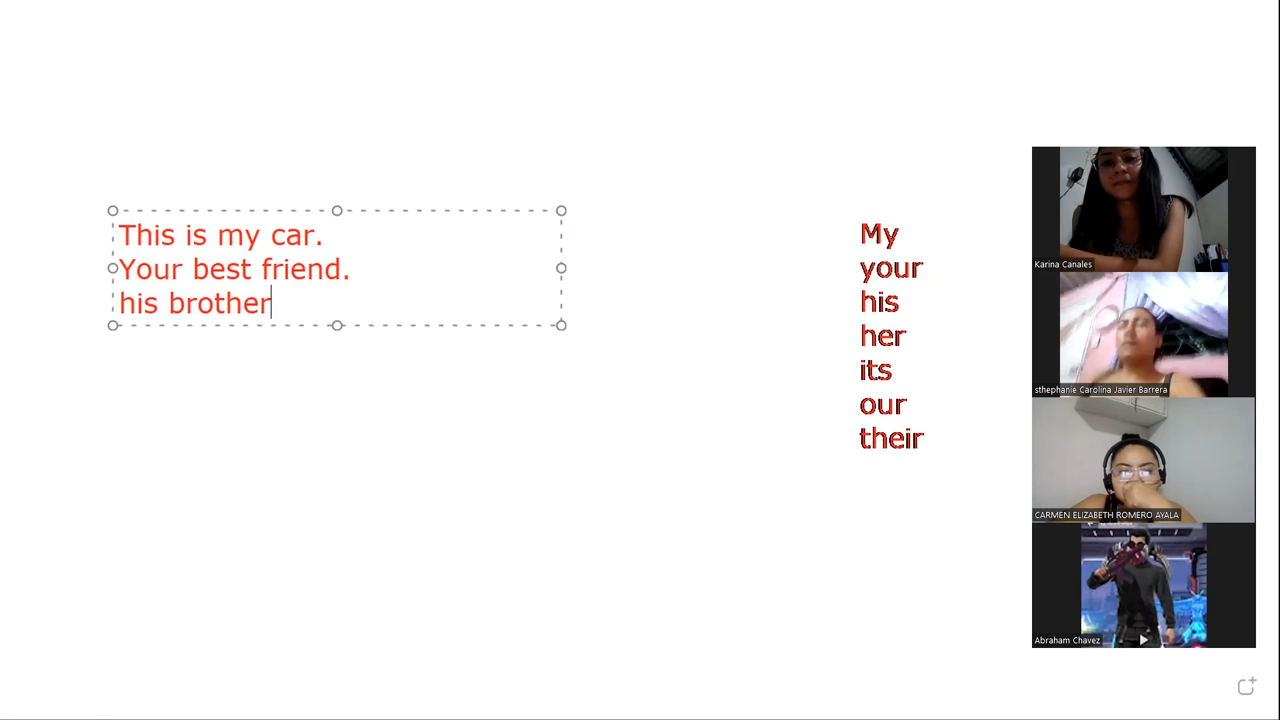 This is my car.
Your best friend.
his brother
My
your
his
her
its
our
their
Karina Canales
sthephanie Carolina Javier Barrera
CARMEN ELIZABETH ROMERO AYALA
Abraham Chavez